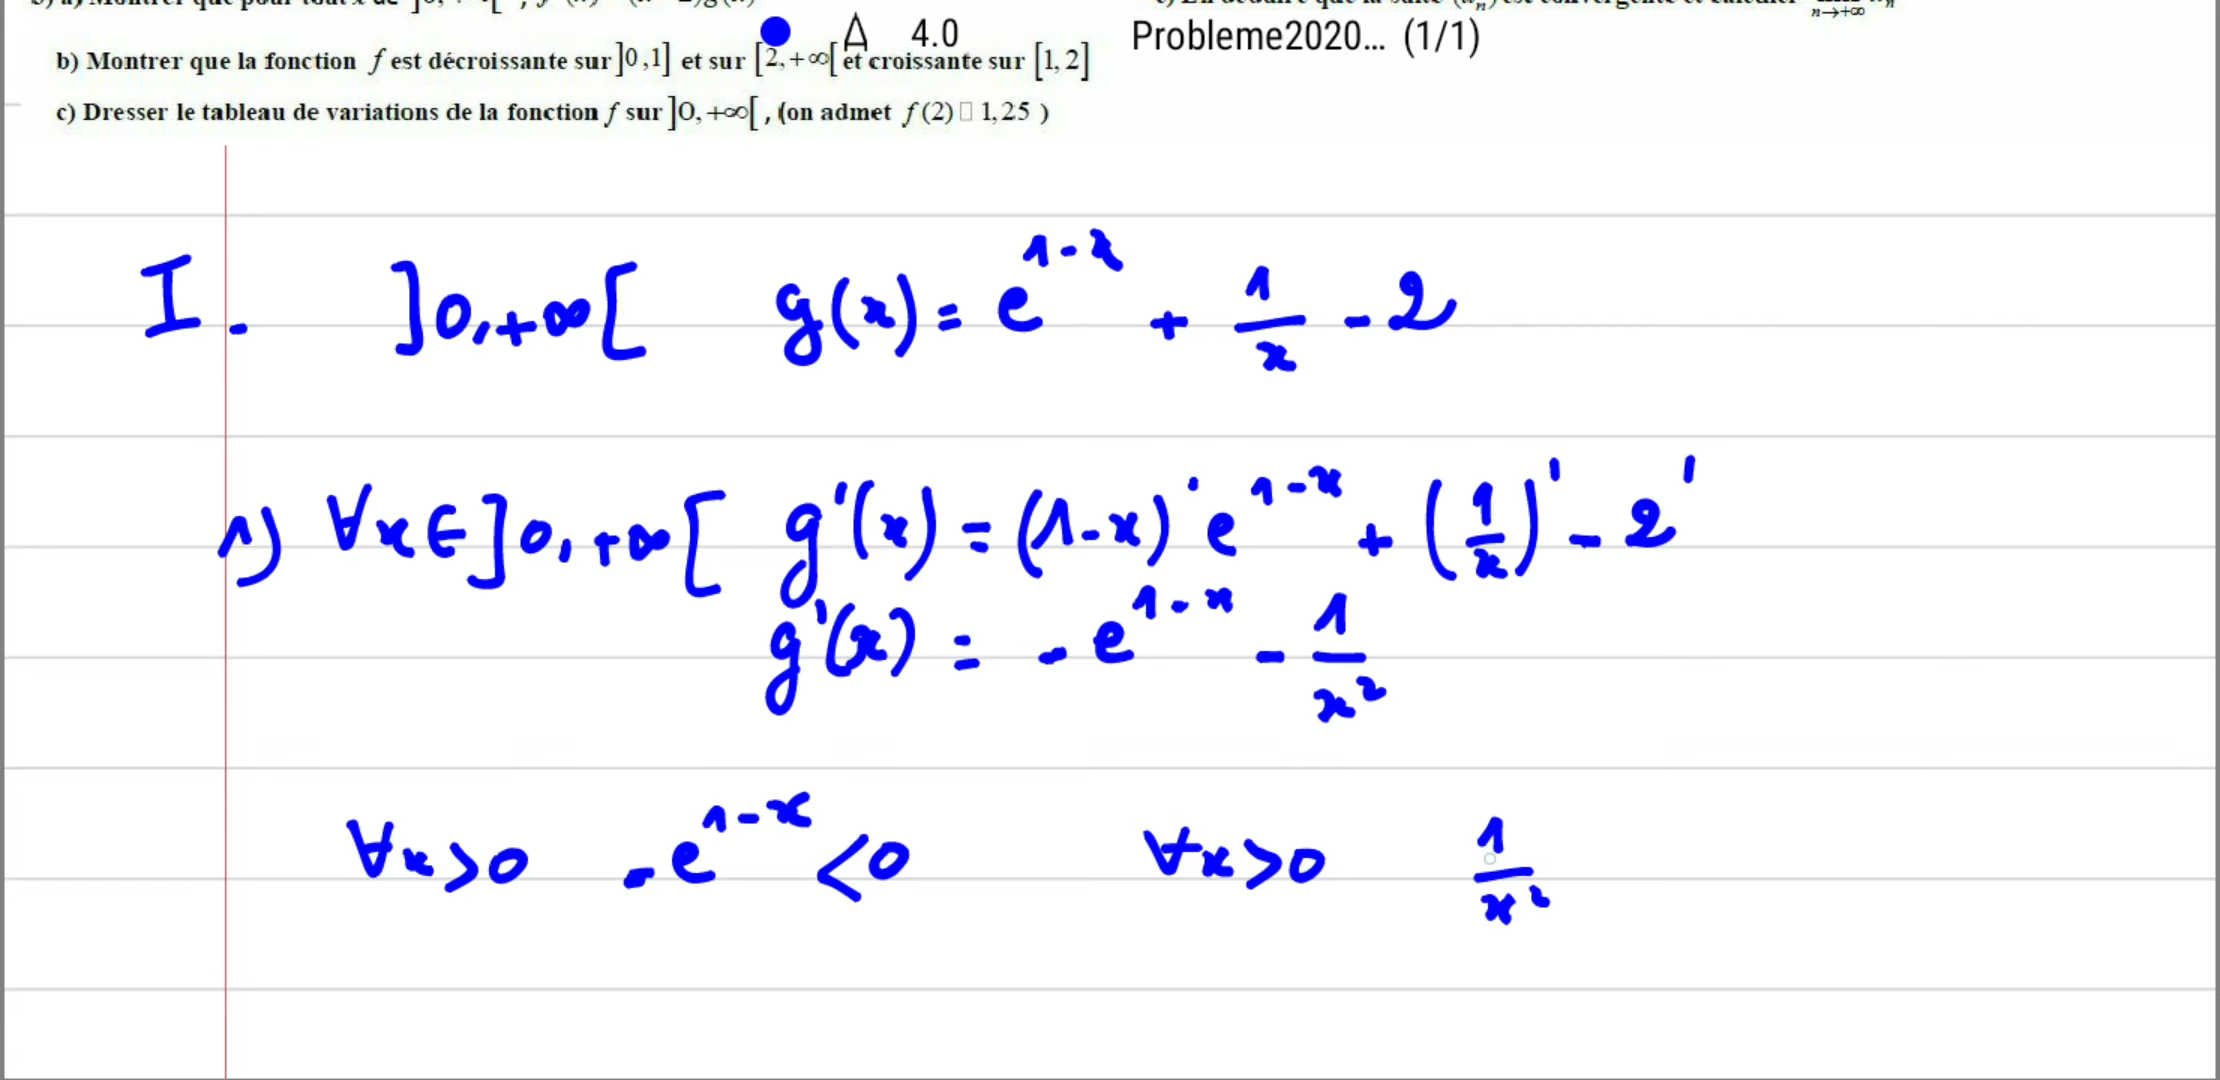 b) Montrer que la fonction f est décroissante sur ]0,1] et sur [2,+∞[ et croissante sur [1,2]
c) Dresser le tableau de variations de la fonction f sur ]0,+∞[, (on admet f(2) □ 1,25 )
4.0
Probleme2020... (1/1)
n→+∞
I. ]0,+∞[ g(x) = e^{1-x} + 1/x - 2
1) ∀x∈]0,+∞[ g'(x) = (1-x)' e^{1-x} + (1/x)' - 2'
g'(x) = -e^{1-x} - 1/x²
∀x>0 -e^{1-x} <0 ∀x>0 1/x²